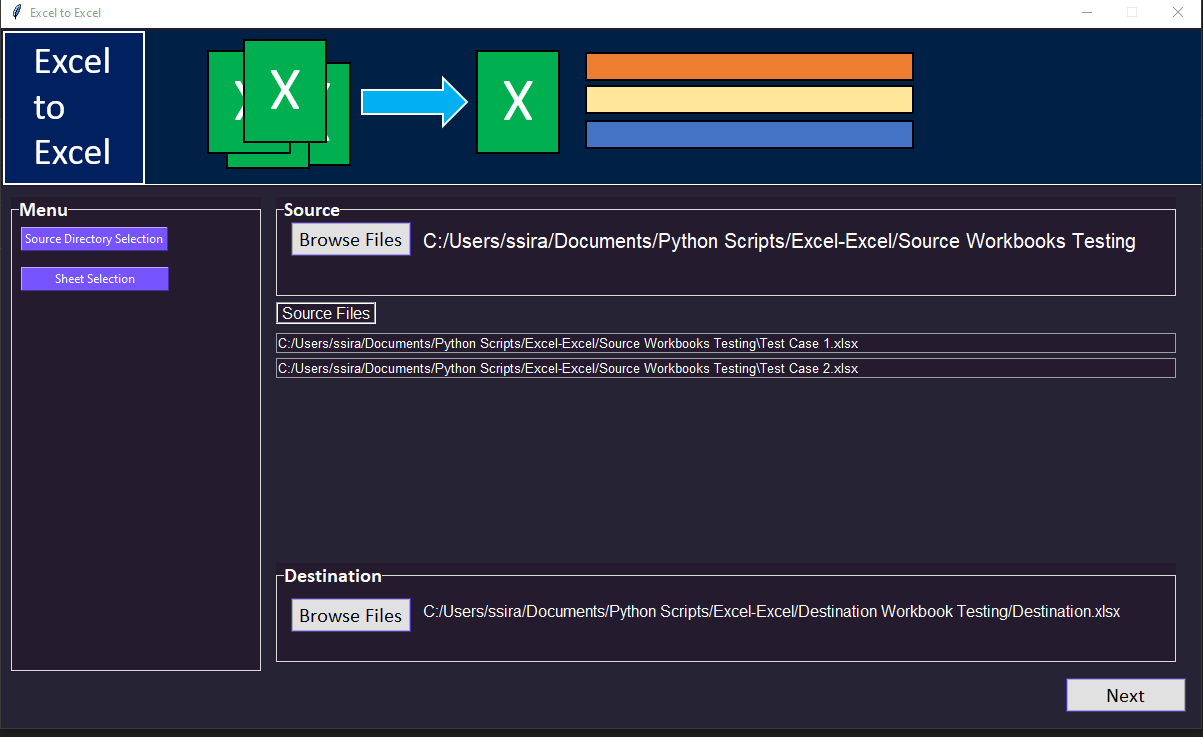 Excel to Excel
Excel
to
Excel
X
X
X
Menu
Source Directory Selection
Sheet Selection
Source
Browse Files
C:/Users/ssira/Documents/Python Scripts/Excel-Excel/Source Workbooks Testing
Source Files
C:/Users/ssira/Documents/Python Scripts/Excel-Excel/Source Workbooks Testing\Test Case 1.xlsx
C:/Users/ssira/Documents/Python Scripts/Excel-Excel/Source Workbooks Testing\Test Case 2.xlsx
Destination
Browse Files
C:/Users/ssira/Documents/Python Scripts/Excel-Excel/Destination Workbook Testing/Destination.xlsx
Next